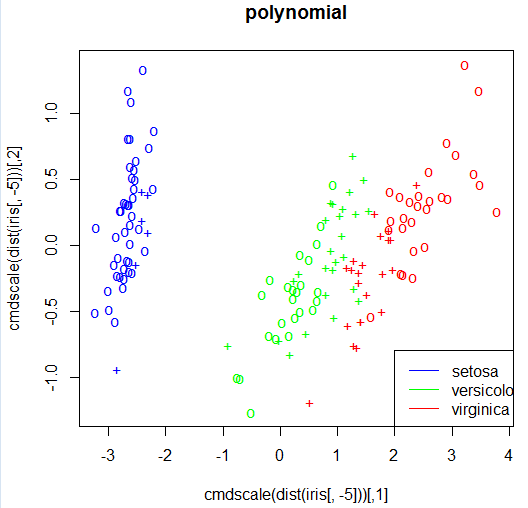 polynomial
cmdscale(dist(iris[, -5]))[,2]
1.0
0.5
0.0
-0.5
-1.0
setosa
versicolo
virginica
-3
-2
-1
0
1
2
3
4
cmdscale(dist(iris[, -5]))[,1]